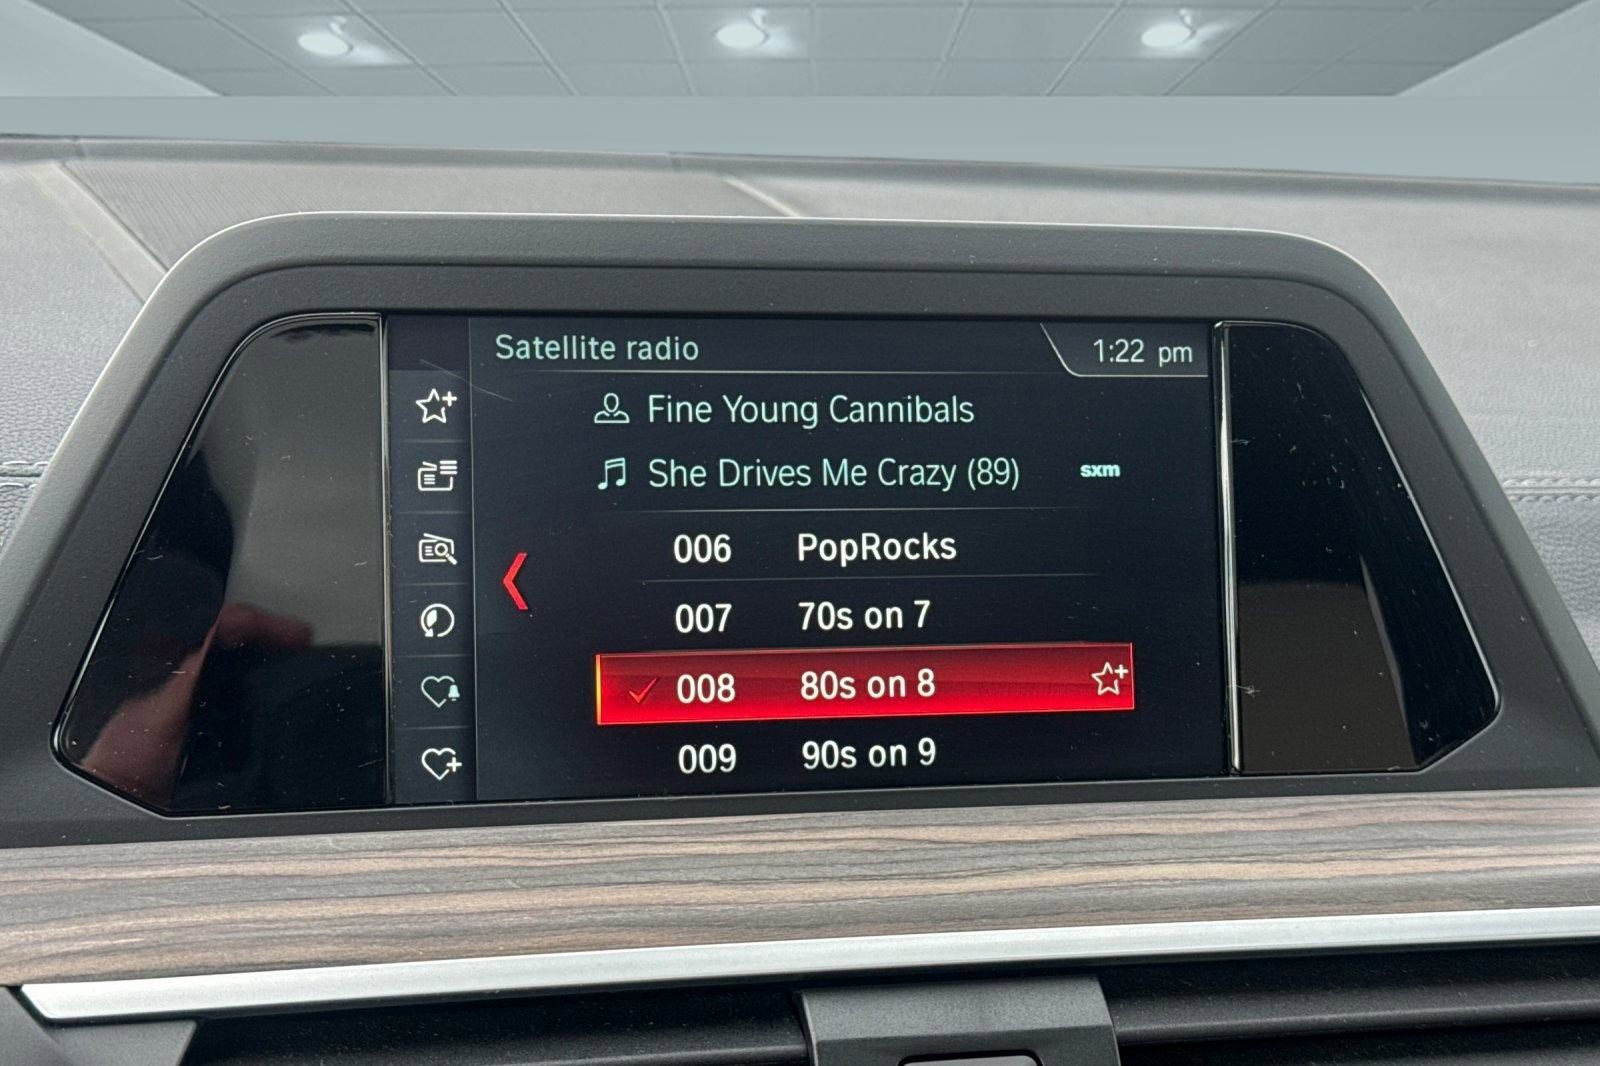 Satellite radio
1:22 pm
Fine Young Cannibals
She Drives Me Crazy (89)
sxm
006 PopRocks
007 70s on 7
008 80s on 8
009 90s on 9